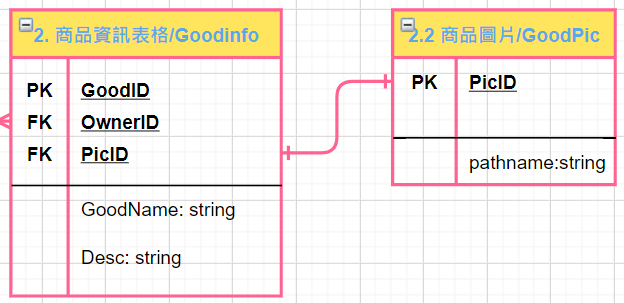 2. 商品資訊表格/Goodinfo
PK GoodID
FK OwnerID
FK PicID
GoodName: string
Desc: string
2.2 商品圖片/GoodPic
PK PicID
pathname:string